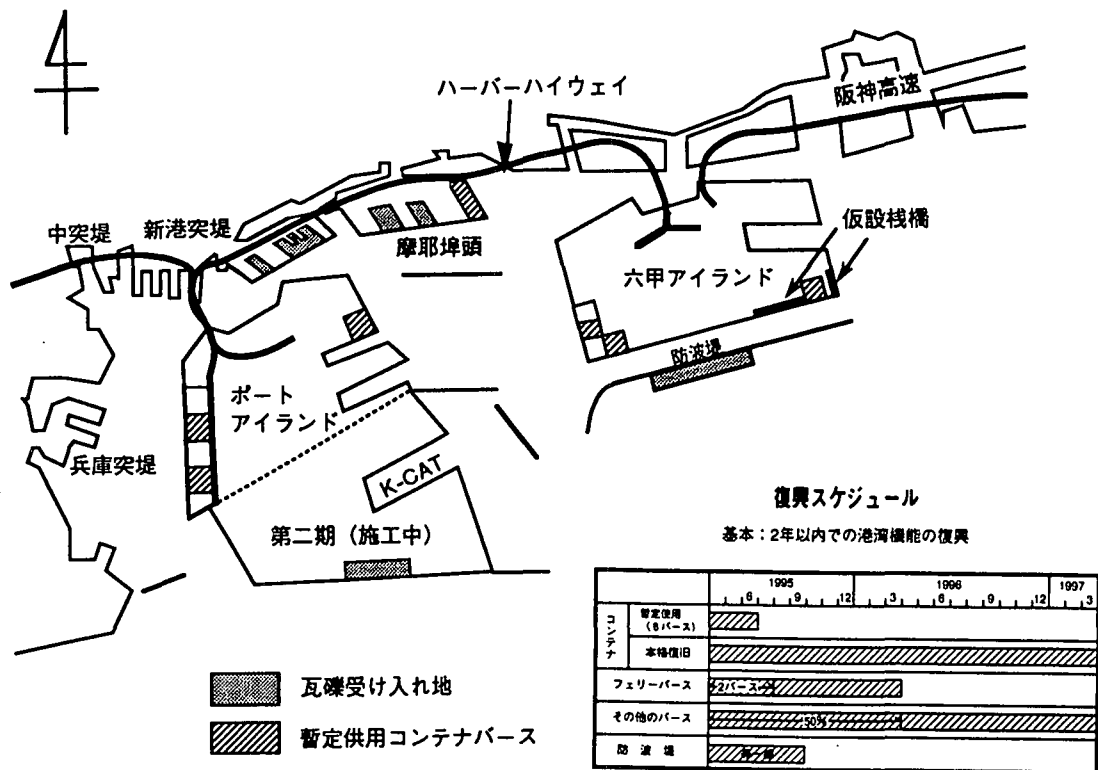 ハーバーハイウェイ
阪神高速
中突堤
新港突堤
摩耶埠頭
仮設桟橋
六甲アイランド
防波堤
ポート
アイランド
兵庫突堤
K-CAT
第二期（施工中）
瓦礫受け入れ地
暫定供用コンテナバース
復興スケジュール
基本：2年以内での港湾機能の復興
1995 1996 1997
6 9 12 3 6 9 12 3
コンテナ
暫定使用
本格復旧
フェリーバース
2バース
その他のバース
50%
防波堤